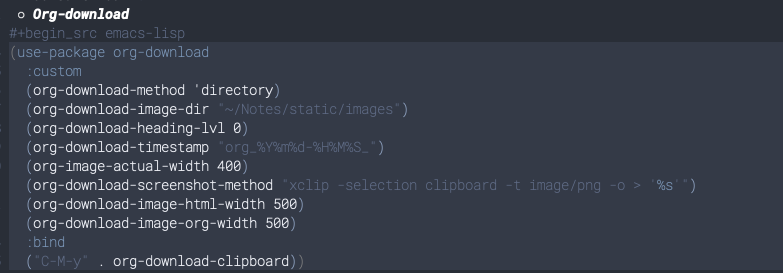 Org-download
#+begin_src emacs-lisp
(use-package org-download
:custom
(org-download-method 'directory)
(org-download-image-dir "~/Notes/static/images")
(org-download-heading-lvl 0)
(org-download-timestamp "org_%Y%m%d-%H%M%S_")
(org-image-actual-width 400)
(org-download-screenshot-method "xclip -selection clipboard -t image/png -o > '%s'")
(org-download-image-html-width 500)
(org-download-image-org-width 500)
:bind
("C-M-y" . org-download-clipboard))